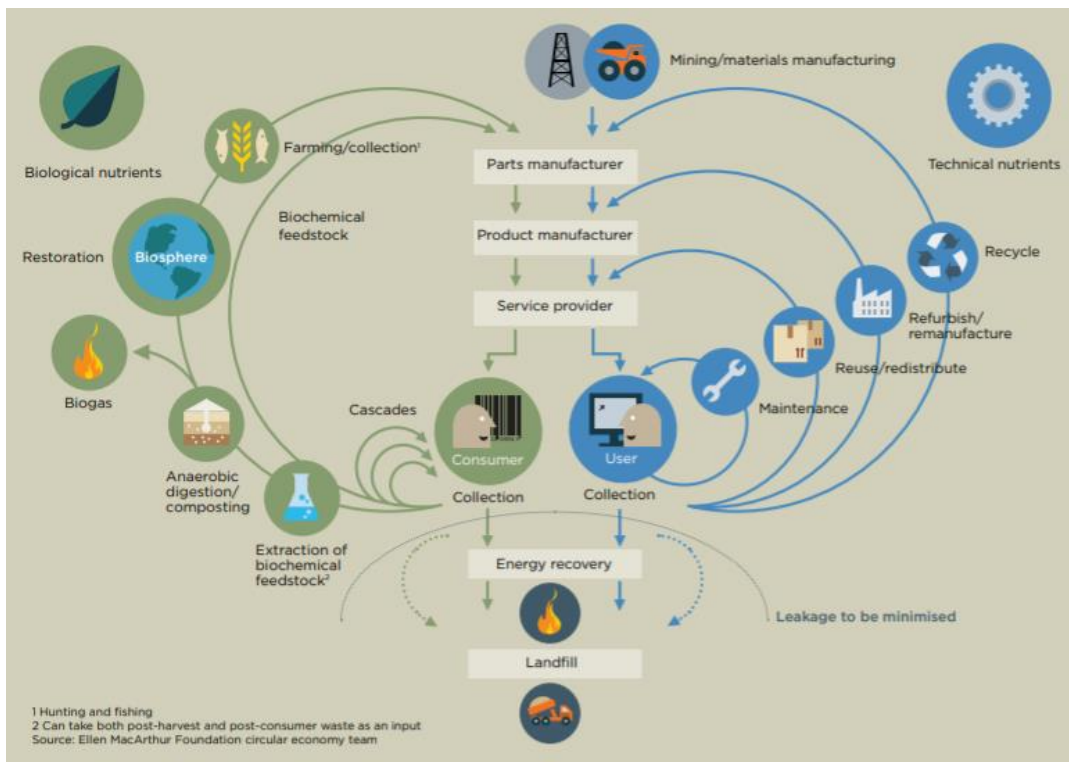 Mining/materials manufacturing
Biological nutrients
Technical nutrients
Farming/collection¹
Parts manufacturer
Biochemical
feedstock
Product manufacturer
Restoration
Biosphere
Recycle
Service provider
Refurbish/
remanufacture
Biogas
Reuse/redistribute
Cascades
Maintenance
Consumer
User
Anaerobic
digestion/
composting
Collection
Collection
Extraction of
biochemical
feedstock²
Energy recovery
Leakage to be minimised
Landfill
1 Hunting and fishing
2 Can take both post-harvest and post-consumer waste as an input
Source: Ellen MacArthur Foundation circular economy team